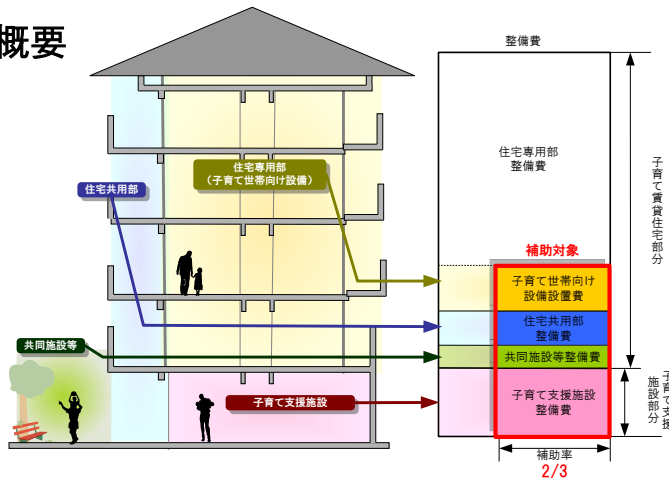 概要
整備費
住宅専用部
整備費
住宅専用部
（子育て世帯向け設備）
住宅共用部
子育て賃貸住宅部分
補助対象
子育て世帯向け
設備設置費
住宅共用部
整備費
共同施設等
共同施設等整備費
子育て支援施設
子育て支援施設
整備費
子育て支援
施設部分
補助率
2/3